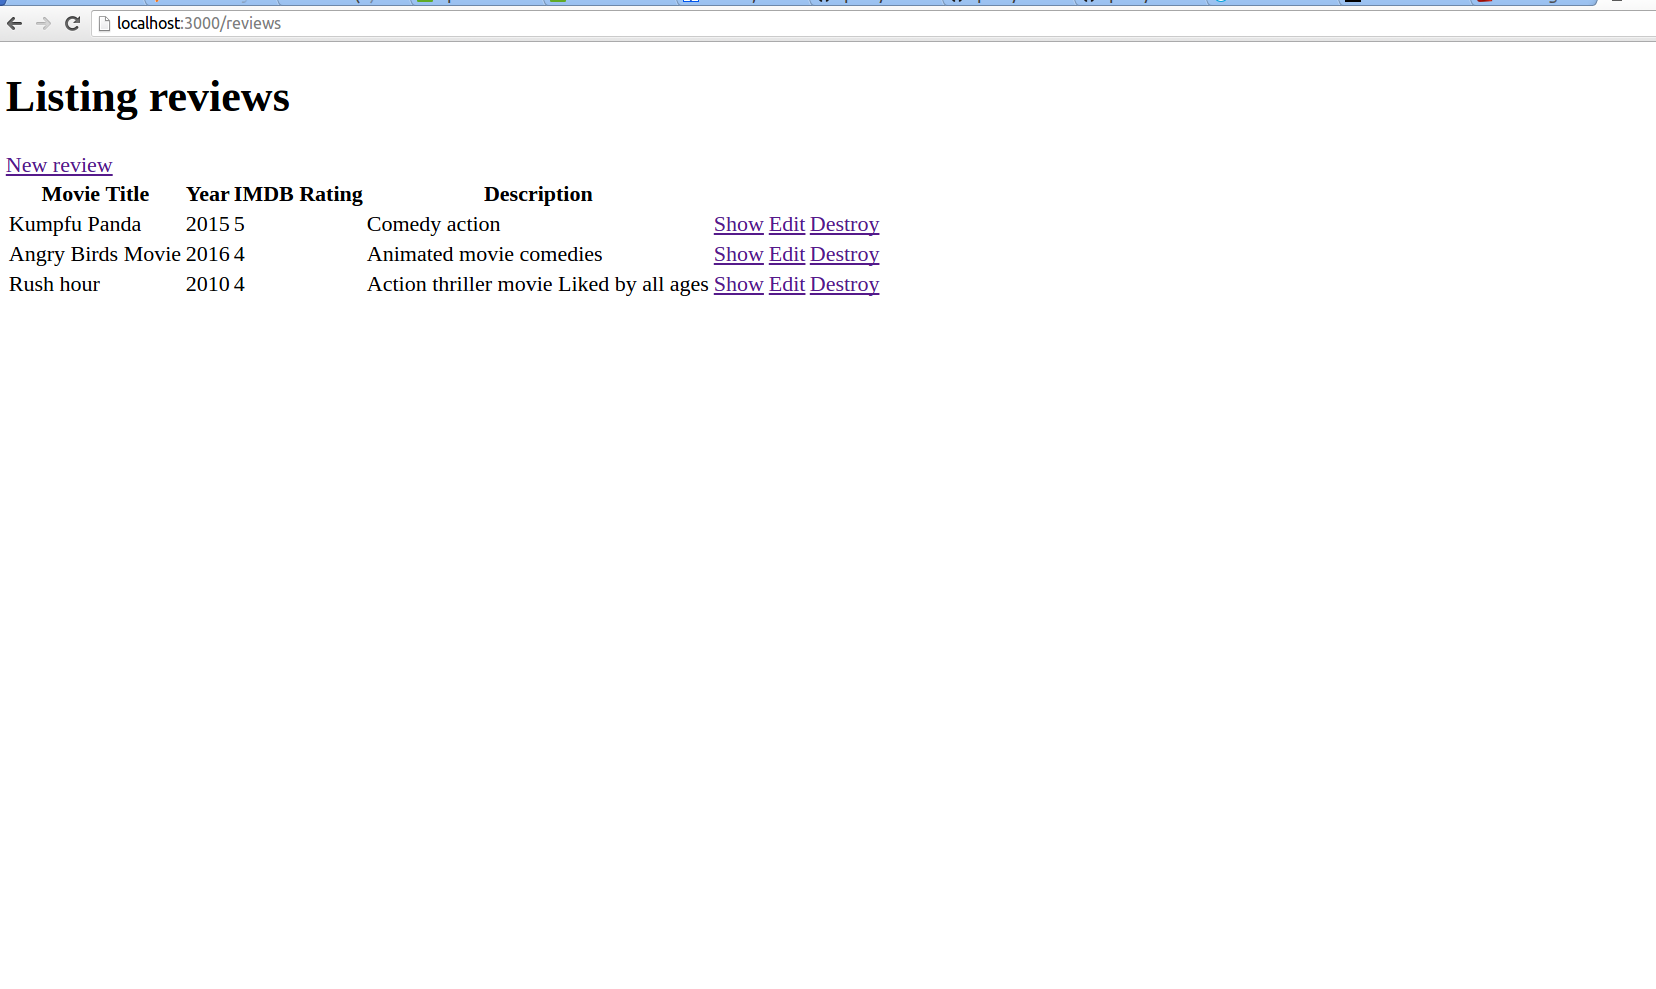 localhost:3000/reviews
Listing reviews
New review
Movie Title Year IMDB Rating Description
Kumpfu Panda 2015 5 Comedy action Show Edit Destroy
Angry Birds Movie 2016 4 Animated movie comedies Show Edit Destroy
Rush hour 2010 4 Action thriller movie Liked by all ages Show Edit Destroy